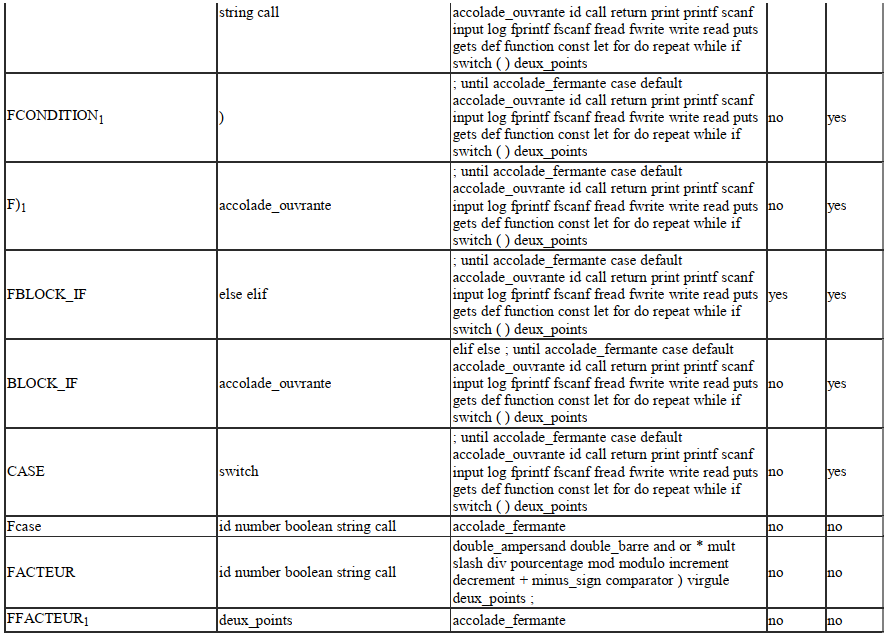 string call
accolade_ouvrante id call return print printf scanf
input log fprintf fscanf fread fwrite write read puts
gets def function const let for do repeat while if
switch ( ) deux_points
FCONDITION1
)
; until accolade_fermante case default
accolade_ouvrante id call return print printf scanf
input log fprintf fscanf fread fwrite write read puts
gets def function const let for do repeat while if
switch ( ) deux_points
no
yes
F)1
accolade_ouvrante
; until accolade_fermante case default
accolade_ouvrante id call return print printf scanf
input log fprintf fscanf fread fwrite write read puts
gets def function const let for do repeat while if
switch ( ) deux_points
no
yes
FBLOCK_IF
else elif
; until accolade_fermante case default
accolade_ouvrante id call return print printf scanf
input log fprintf fscanf fread fwrite write read puts
gets def function const let for do repeat while if
switch ( ) deux_points
yes
yes
BLOCK_IF
accolade_ouvrante
elif else ; until accolade_fermante case default
accolade_ouvrante id call return print printf scanf
input log fprintf fscanf fread fwrite write read puts
gets def function const let for do repeat while if
switch ( ) deux_points
no
yes
CASE
switch
; until accolade_fermante case default
accolade_ouvrante id call return print printf scanf
input log fprintf fscanf fread fwrite write read puts
gets def function const let for do repeat while if
switch ( ) deux_points
no
yes
Fcase
id number boolean string call
accolade_fermante
no
no
FACTEUR
id number boolean string call
double_ampersand double_barre and or * mult
slash div pourcentage mod modulo increment
decrement + minus_sign comparator ) virgule
deux_points ;
no
no
FFACTEUR1
deux_points
accolade_fermante
no
no